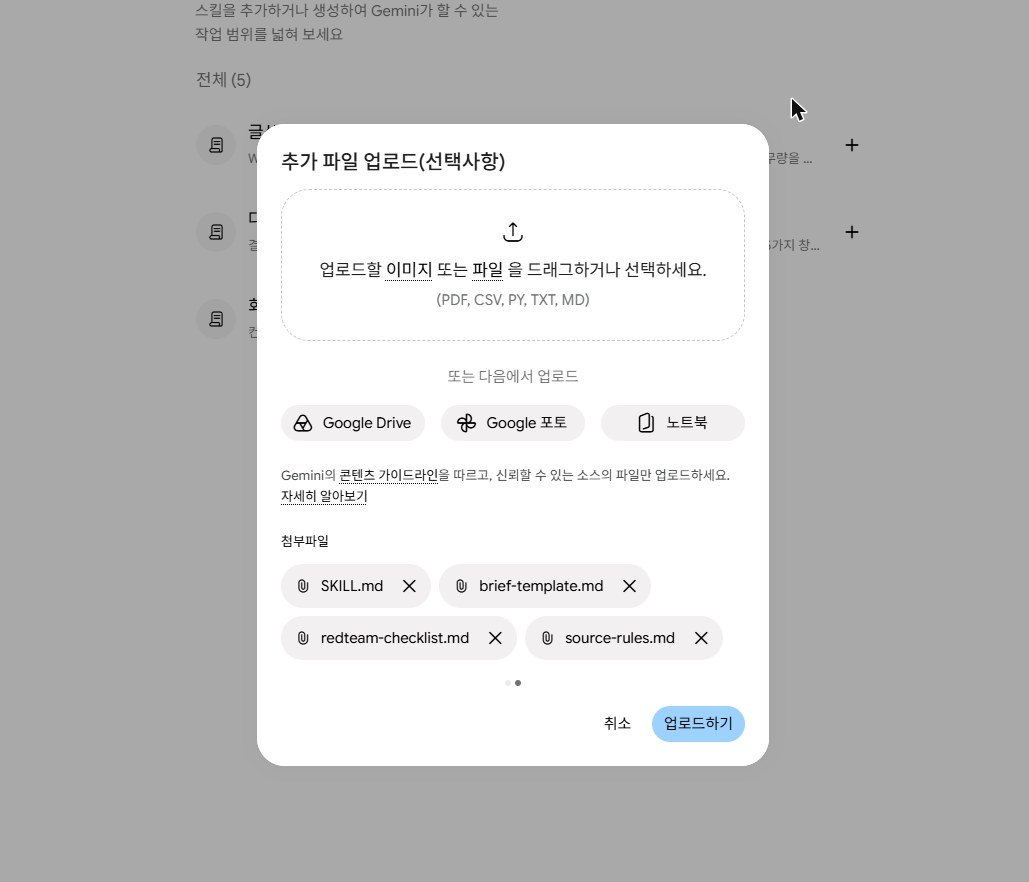 스킬을 추가하거나 생성하여 Gemini가 할 수 있는
작업 범위를 넓혀 보세요
전체 (5)
무량을 ...
가지 창...
추가 파일 업로드(선택사항)
업로드할 이미지 또는 파일 을 드래그하거나 선택하세요.
(PDF, CSV, PY, TXT, MD)
또는 다음에서 업로드
Google Drive
Google 포토
노트북
Gemini의 콘텐츠 가이드라인을 따르고, 신뢰할 수 있는 소스의 파일만 업로드하세요.
자세히 알아보기
첨부파일
SKILL.md
brief-template.md
redteam-checklist.md
source-rules.md
취소
업로드하기